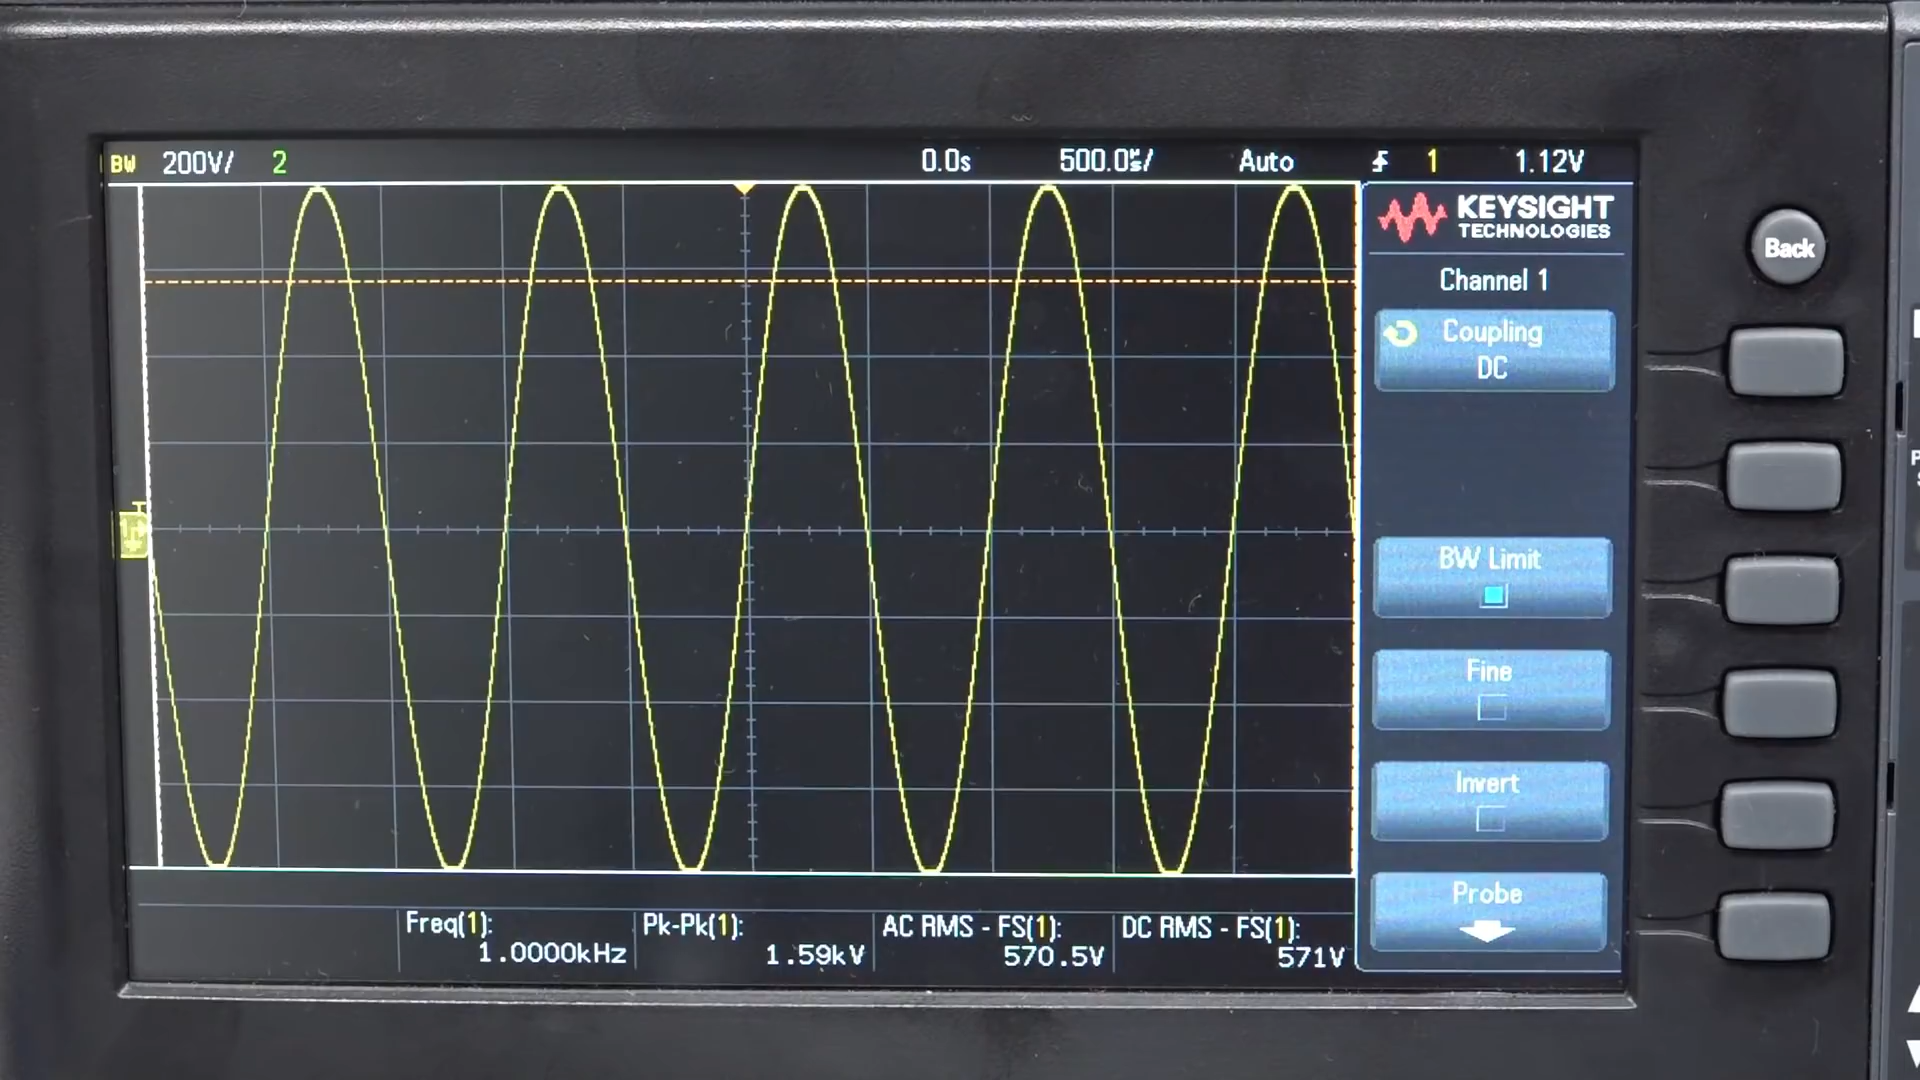 BW 200V/ 2 0.0s 500.0µs/ Auto 1 1.12V
KEYSIGHT
TECHNOLOGIES
Back
Channel 1
Coupling
DC
BW Limit
Fine
Invert
Probe
Freq(1): Pk-Pk(1): AC RMS - FS(1): DC RMS - FS(1):
1.0000kHz 1.59kV 570.5V 571V